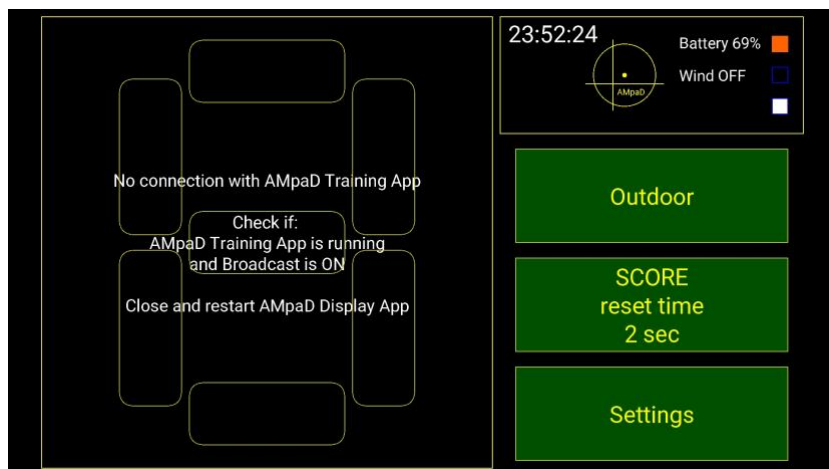 No connection with AMpaD Training App
Check if:
AMpaD Training App is running
and Broadcast is ON
Close and restart AMpaD Display App
23:52:24
Battery 69%
Wind OFF
AMpaD
Outdoor
SCORE
reset time
2 sec
Settings